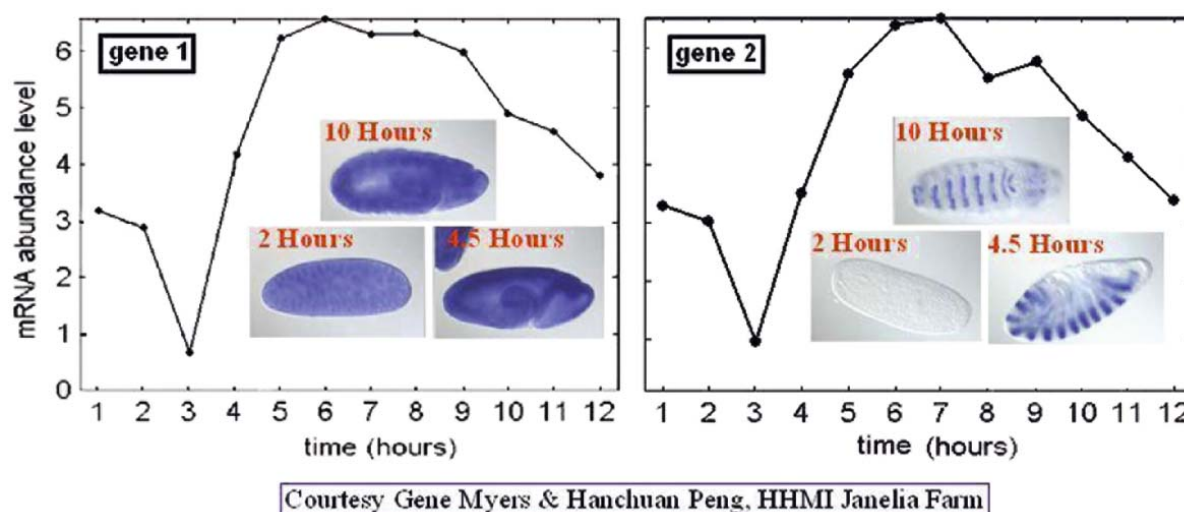 gene 1
mRNA abundance level
6
5
4
3
2
1
0
10 Hours
2 Hours
4.5 Hours
1 2 3 4 5 6 7 8 9 10 11 12
time (hours)
gene 2
10 Hours
2 Hours
4.5 Hours
1 2 3 4 5 6 7 8 9 10 11 12
time (hours)
Courtesy Gene Myers & Hanchuan Peng, HHMI Janelia Farm